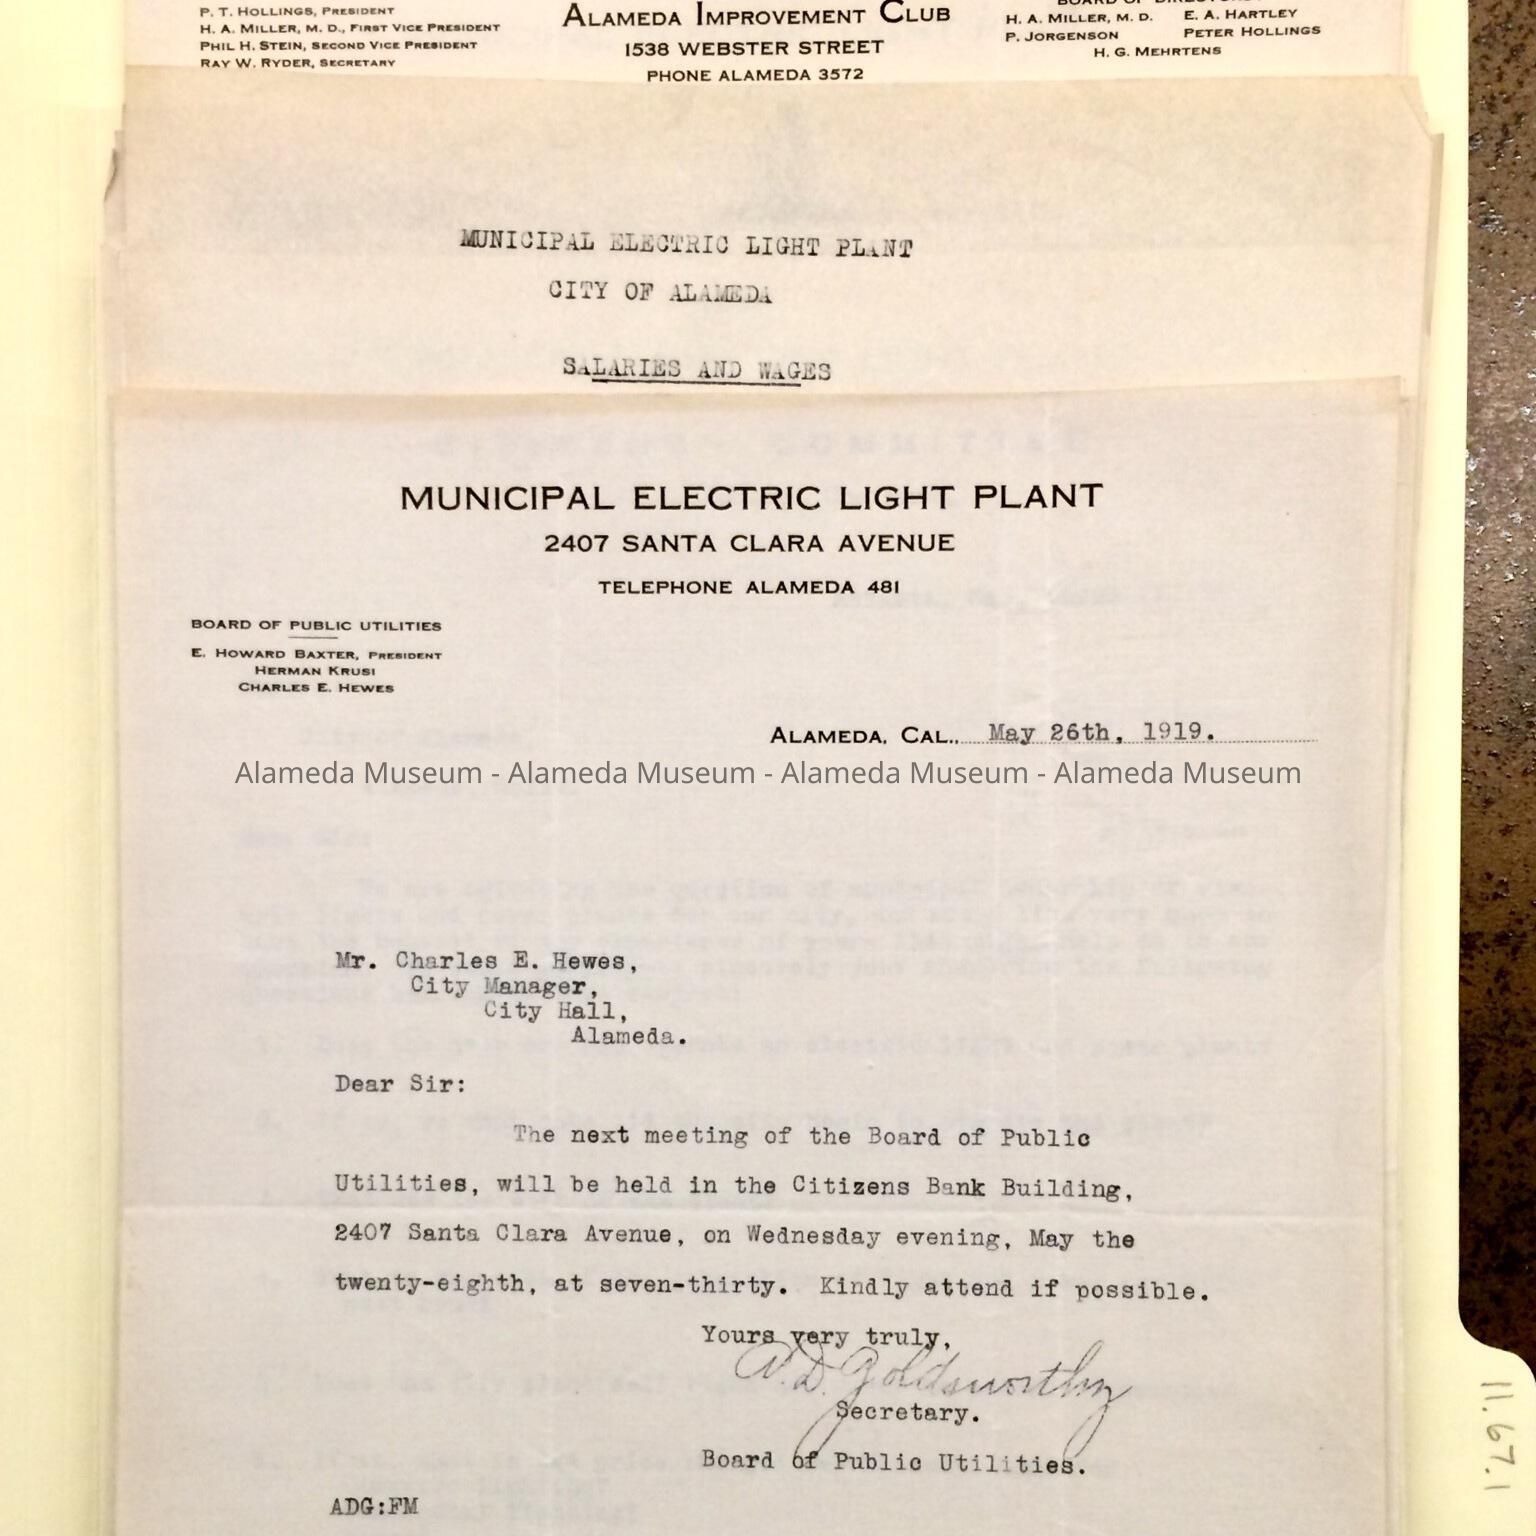 P. T. HOLLINGS, PRESIDENT
H. A. MILLER, M. D., FIRST VICE PRESIDENT
PHIL H. STEIN, SECOND VICE PRESIDENT
RAY W. RYDER, SECRETARY
ALAMEDA IMPROVEMENT CLUB
1538 WEBSTER STREET
PHONE ALAMEDA 3572
BOARD OF DIRECTORS
H. A. MILLER, M. D. E. A. HARTLEY
P. JORGENSON PETER HOLLINGS
H. G. MEHRTENS
MUNICIPAL ELECTRIC LIGHT PLANT
CITY OF ALAMEDA
SALARIES AND WAGES
MUNICIPAL ELECTRIC LIGHT PLANT
2407 SANTA CLARA AVENUE
TELEPHONE ALAMEDA 481
BOARD OF PUBLIC UTILITIES
E. HOWARD BAXTER, PRESIDENT
HERMAN KRUSI
CHARLES E. HEWES
ALAMEDA, CAL., May 26th, 1919.
Alameda Museum - Alameda Museum - Alameda Museum - Alameda Museum
Mr. Charles E. Hewes,
City Manager,
City Hall,
Alameda.
Dear Sir:
The next meeting of the Board of Public
Utilities, will be held in the Citizens Bank Building,
2407 Santa Clara Avenue, on Wednesday evening, May the
twenty-eighth, at seven-thirty. Kindly attend if possible.
Yours very truly,
A. D. Goldsworthy
Secretary.
Board of Public Utilities.
ADG:FM
11.67.1